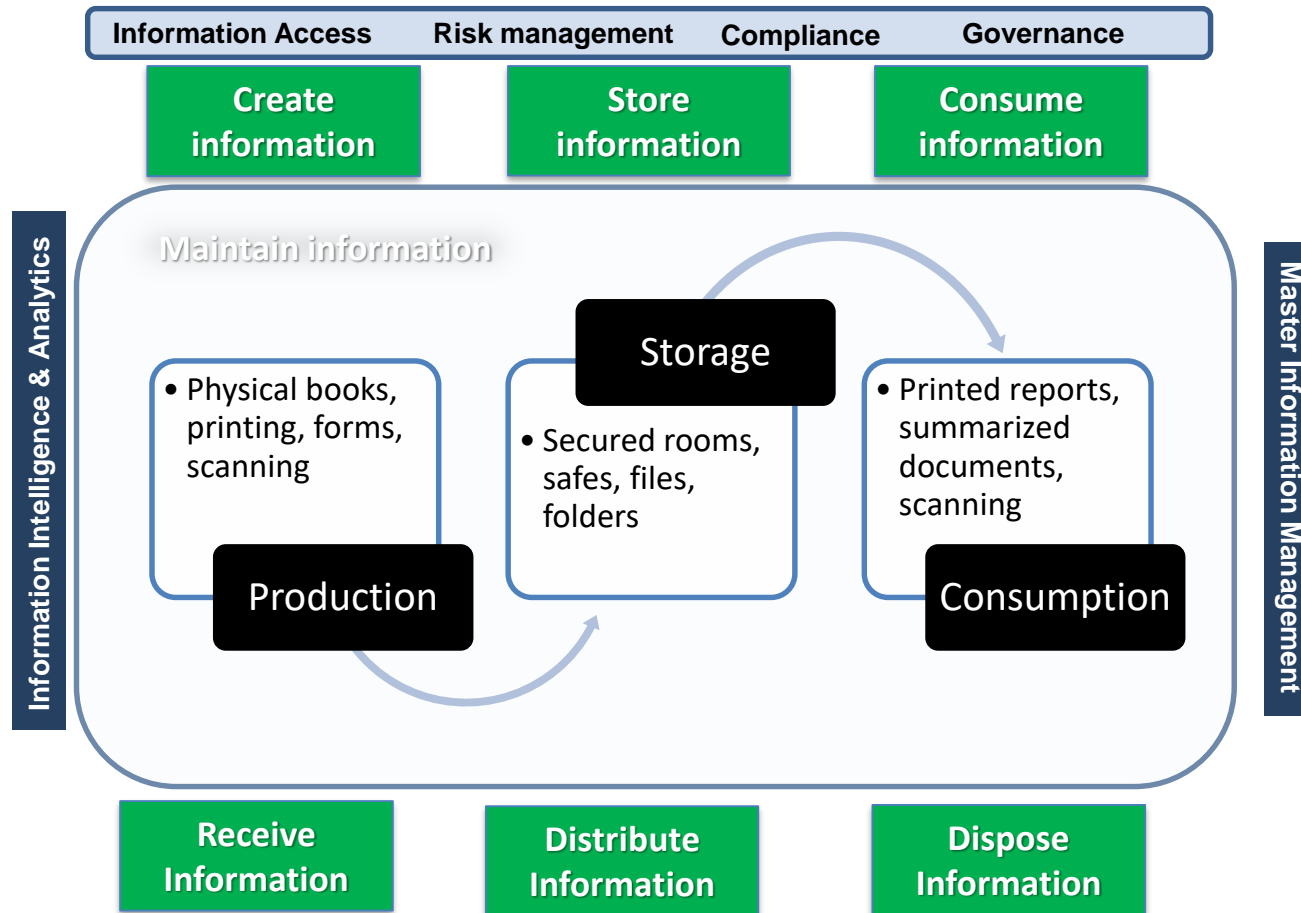 Information Access Risk management Compliance Governance
Create
information
Store
information
Consume
information
Information Intelligence & Analytics
Maintain information
• Physical books,
printing, forms,
scanning
Production
Storage
• Secured rooms,
safes, files,
folders
• Printed reports,
summarized
documents,
scanning
Consumption
Master Information Management
Receive
Information
Distribute
Information
Dispose
Information